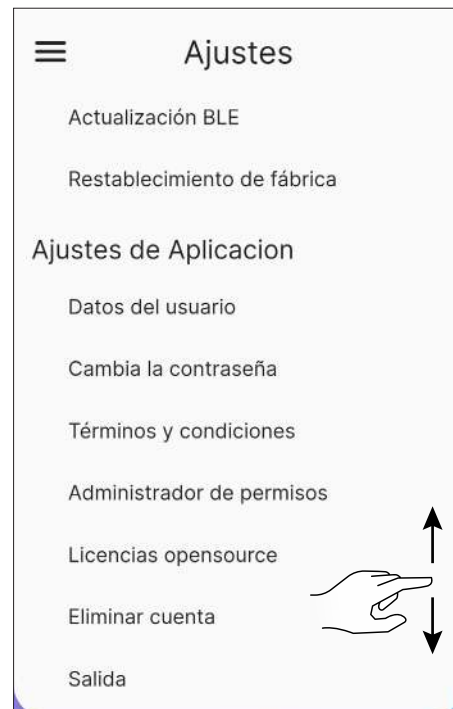 Ajustes
Actualización BLE
Restablecimiento de fábrica
Ajustes de Aplicacion
Datos del usuario
Cambia la contraseña
Términos y condiciones
Administrador de permisos
Licencias opensource
Eliminar cuenta
Salida